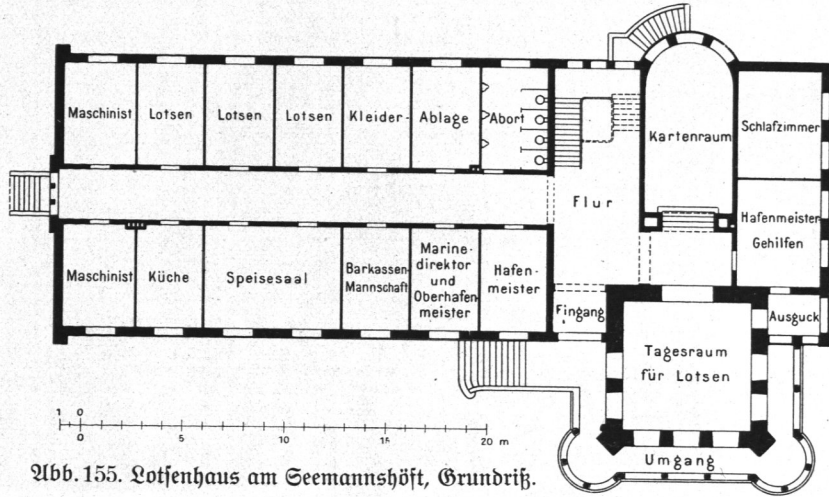 Maschinist
Lotsen
Lotsen
Lotsen
Kleider-
Ablage
Abort
Kartenraum
Schlafzimmer
Flur
Hafenmeister
Gehilfen
Maschinist
Küche
Speisesaal
Barkassen-
Mannschaft
Marine-
direktor
und
Oberhafen
meister
Hafen-
meister
Eingang
Ausguck
Tagesraum
für Lotsen
Umgang
1 0
0 5 10 15 20 m
Abb. 155. Lotsenhaus am Seemannshöft, Grundriß.